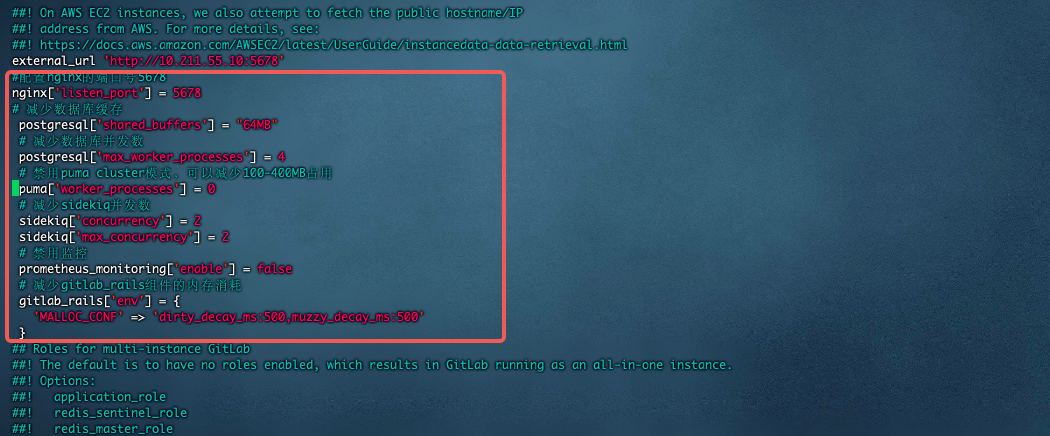 ##! On AWS EC2 instances, we also attempt to fetch the public hostname/IP
##! address from AWS. For more details, see:
##! https://docs.aws.amazon.com/AWSEC2/latest/UserGuide/instancedata-data-retrieval.html
external_url 'http://10.211.55.10:5678'
#配置nginx的端口号5678
nginx['listen_port'] = 5678
# 减少数据库缓存
postgresql['shared_buffers'] = "64MB"
# 减少数据库并发数
postgresql['max_worker_processes'] = 4
# 禁用puma cluster模式，可以减少100-400MB占用
puma['worker_processes'] = 0
# 减少sidekiq并发数
sidekiq['concurrency'] = 2
sidekiq['max_concurrency'] = 2
# 禁用监控
prometheus_monitoring['enable'] = false
# 减少gitlab_rails组件的内存消耗
gitlab_rails['env'] = {
'MALLOC_CONF' => 'dirty_decay_ms:500,muzzy_decay_ms:500'
}
## Roles for multi-instance GitLab
##! The default is to have no roles enabled, which results in GitLab running as an all-in-one instance.
##! Options:
##!   application_role
##!   redis_sentinel_role
##!   redis_master_role